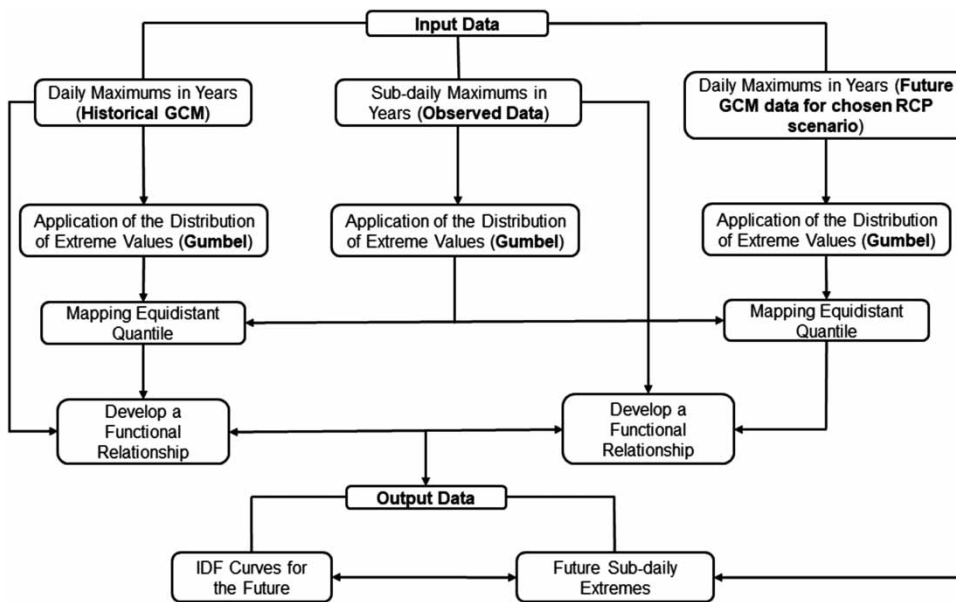 Input Data
Daily Maximums in Years
(Historical GCM)
Sub-daily Maximums in
Years (Observed Data)
Daily Maximums in Years (Future
GCM data for chosen RCP
scenario)
Application of the Distribution
of Extreme Values (Gumbel)
Application of the Distribution
of Extreme Values (Gumbel)
Application of the Distribution
of Extreme Values (Gumbel)
Mapping Equidistant
Quantile
Mapping Equidistant
Quantile
Develop a
Functional
Relationship
Develop a
Functional
Relationship
Output Data
IDF Curves for
the Future
Future Sub-daily
Extremes